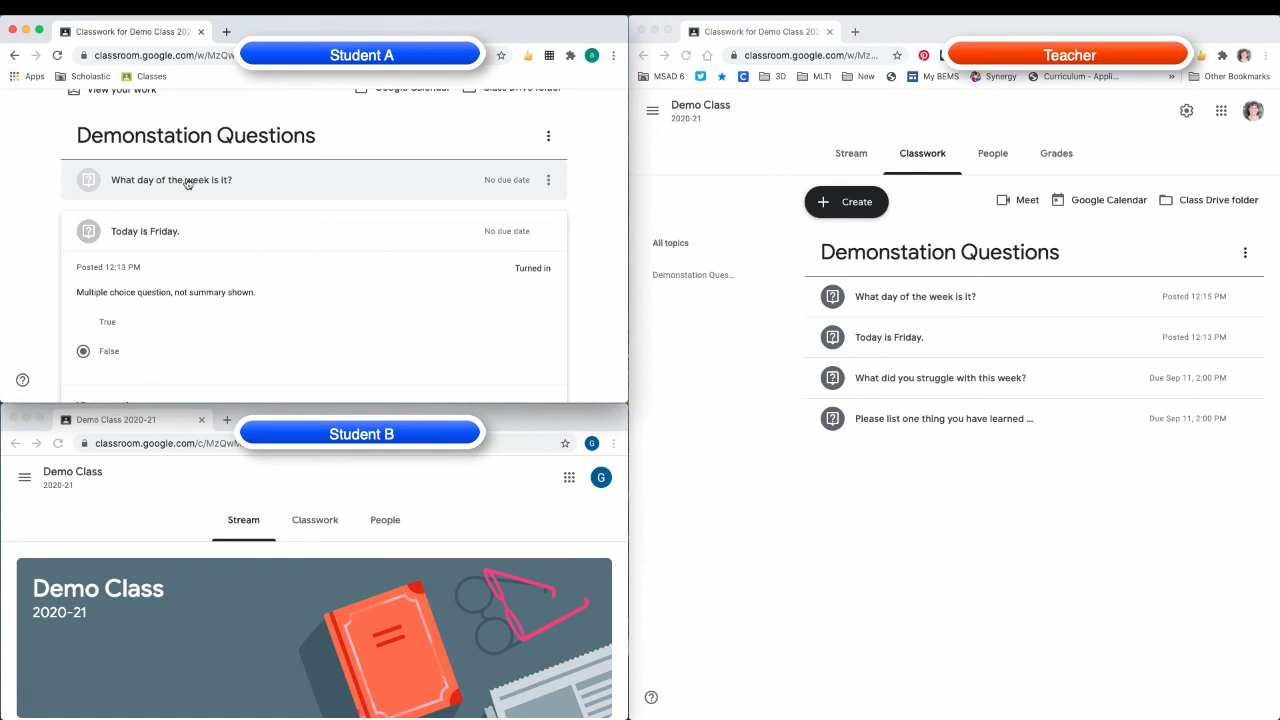 Classwork for Demo Class 202
Student A
classroom.google.com/w/MzQw
a
Apps
Scholastic
Classes
View your work
Google Calendar
Class Drive folder
Demonstation Questions
What day of the week is it?
No due date
Today is Friday.
No due date
Posted 12:13 PM
Turned in
Multiple choice question, not summary shown.
True
False
Demo Class 2020-21
Student B
classroom.google.com/c/MzQwM
G
Demo Class
2020-21
G
Stream
Classwork
People
Demo Class
2020-21
Classwork for Demo Class 202
Teacher
classroom.google.com/w/Mz...
MSAD 6
3D
MLTI
New
My BEMS
Synergy
Curriculum - Appli...
»
Other Bookmarks
Demo Class
2020-21
Stream
Classwork
People
Grades
Create
Meet
Google Calendar
Class Drive folder
All topics
Demonstation Ques...
Demonstation Questions
What day of the week is it?
Posted 12:15 PM
Today is Friday.
Posted 12:13 PM
What did you struggle with this week?
Due Sep 11, 2:00 PM
Please list one thing you have learned ...
Due Sep 11, 2:00 PM